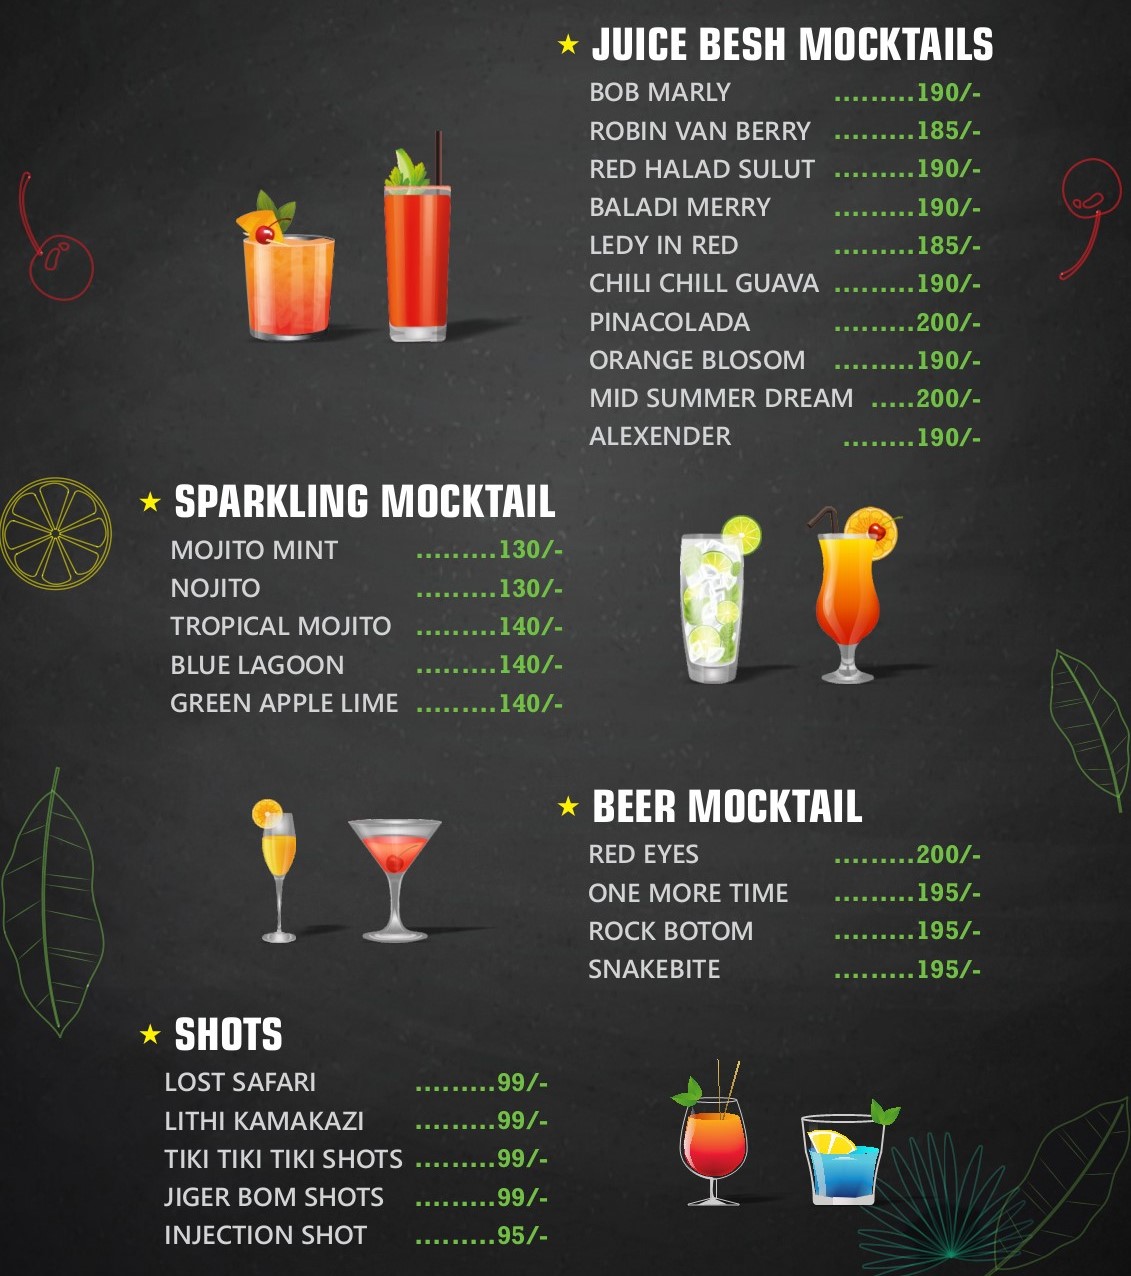 JUICE BESH MOCKTAILS
BOB MARLY .........190/-
ROBIN VAN BERRY .........185/-
RED HALAD SULUT .........190/-
BALADI MERRY .........190/-
LEDY IN RED .........185/-
CHILI CHILL GUAVA .........190/-
PINACOLADA .........200/-
ORANGE BLOSOM .........190/-
MID SUMMER DREAM .....200/-
ALEXENDER ........190/-
SPARKLING MOCKTAIL
MOJITO MINT .........130/-
NOJITO .........130/-
TROPICAL MOJITO .........140/-
BLUE LAGOON .........140/-
GREEN APPLE LIME .........140/-
BEER MOCKTAIL
RED EYES .........200/-
ONE MORE TIME .........195/-
ROCK BOTOM .........195/-
SNAKEBITE .........195/-
SHOTS
LOST SAFARI .........99/-
LITHI KAMAKAZI .........99/-
TIKI TIKI TIKI SHOTS .........99/-
JIGER BOM SHOTS .........99/-
INJECTION SHOT .........95/-